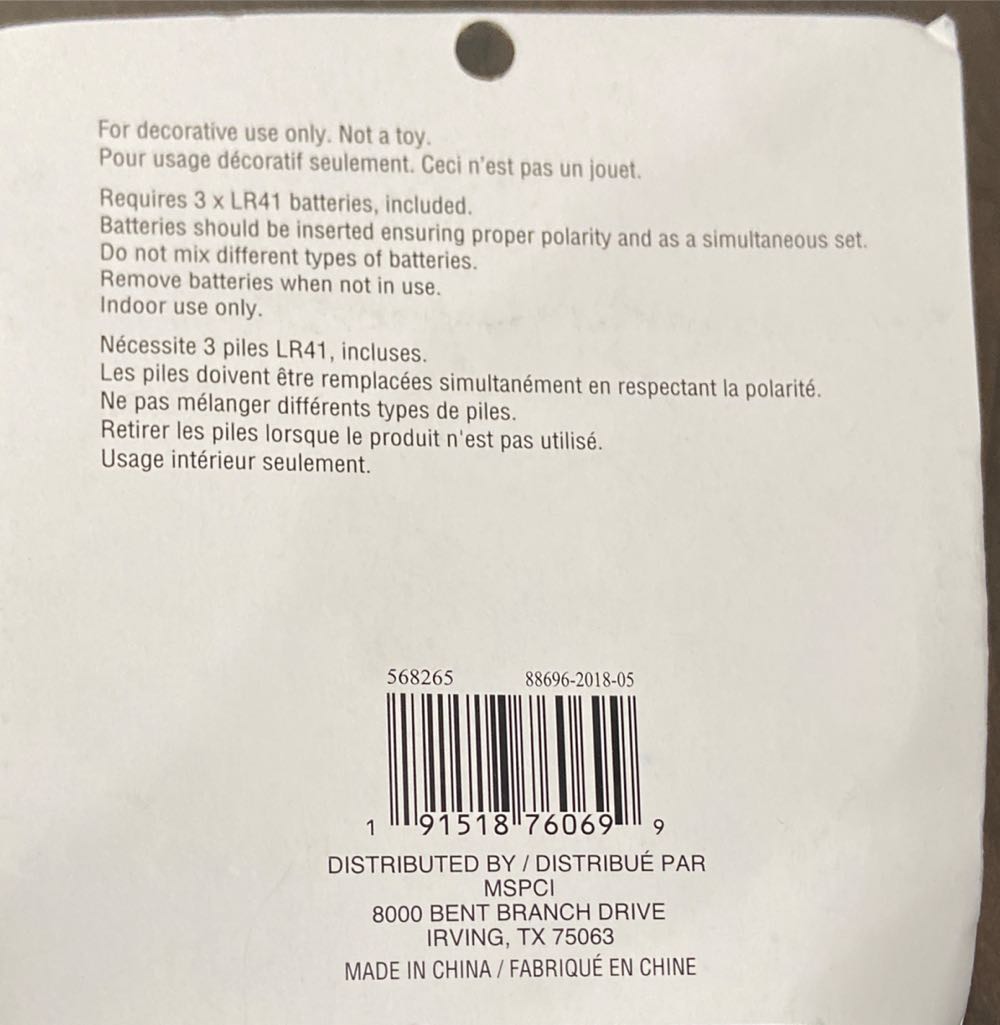 For decorative use only. Not a toy.
Pour usage décoratif seulement. Ceci n'est pas un jouet.
Requires 3 x LR41 batteries, included.
Batteries should be inserted ensuring proper polarity and as a simultaneous set.
Do not mix different types of batteries.
Remove batteries when not in use.
Indoor use only.
Nécessite 3 piles LR41, incluses.
Les piles doivent être remplacées simultanément en respectant la polarité.
Ne pas mélanger différents types de piles.
Retirer les piles lorsque le produit n'est pas utilisé.
Usage intérieur seulement.
568265 88696-2018-05
1 91518 76069 9
DISTRIBUTED BY / DISTRIBUÉ PAR
MSPCI
8000 BENT BRANCH DRIVE
IRVING, TX 75063
MADE IN CHINA / FABRIQUÉ EN CHINE